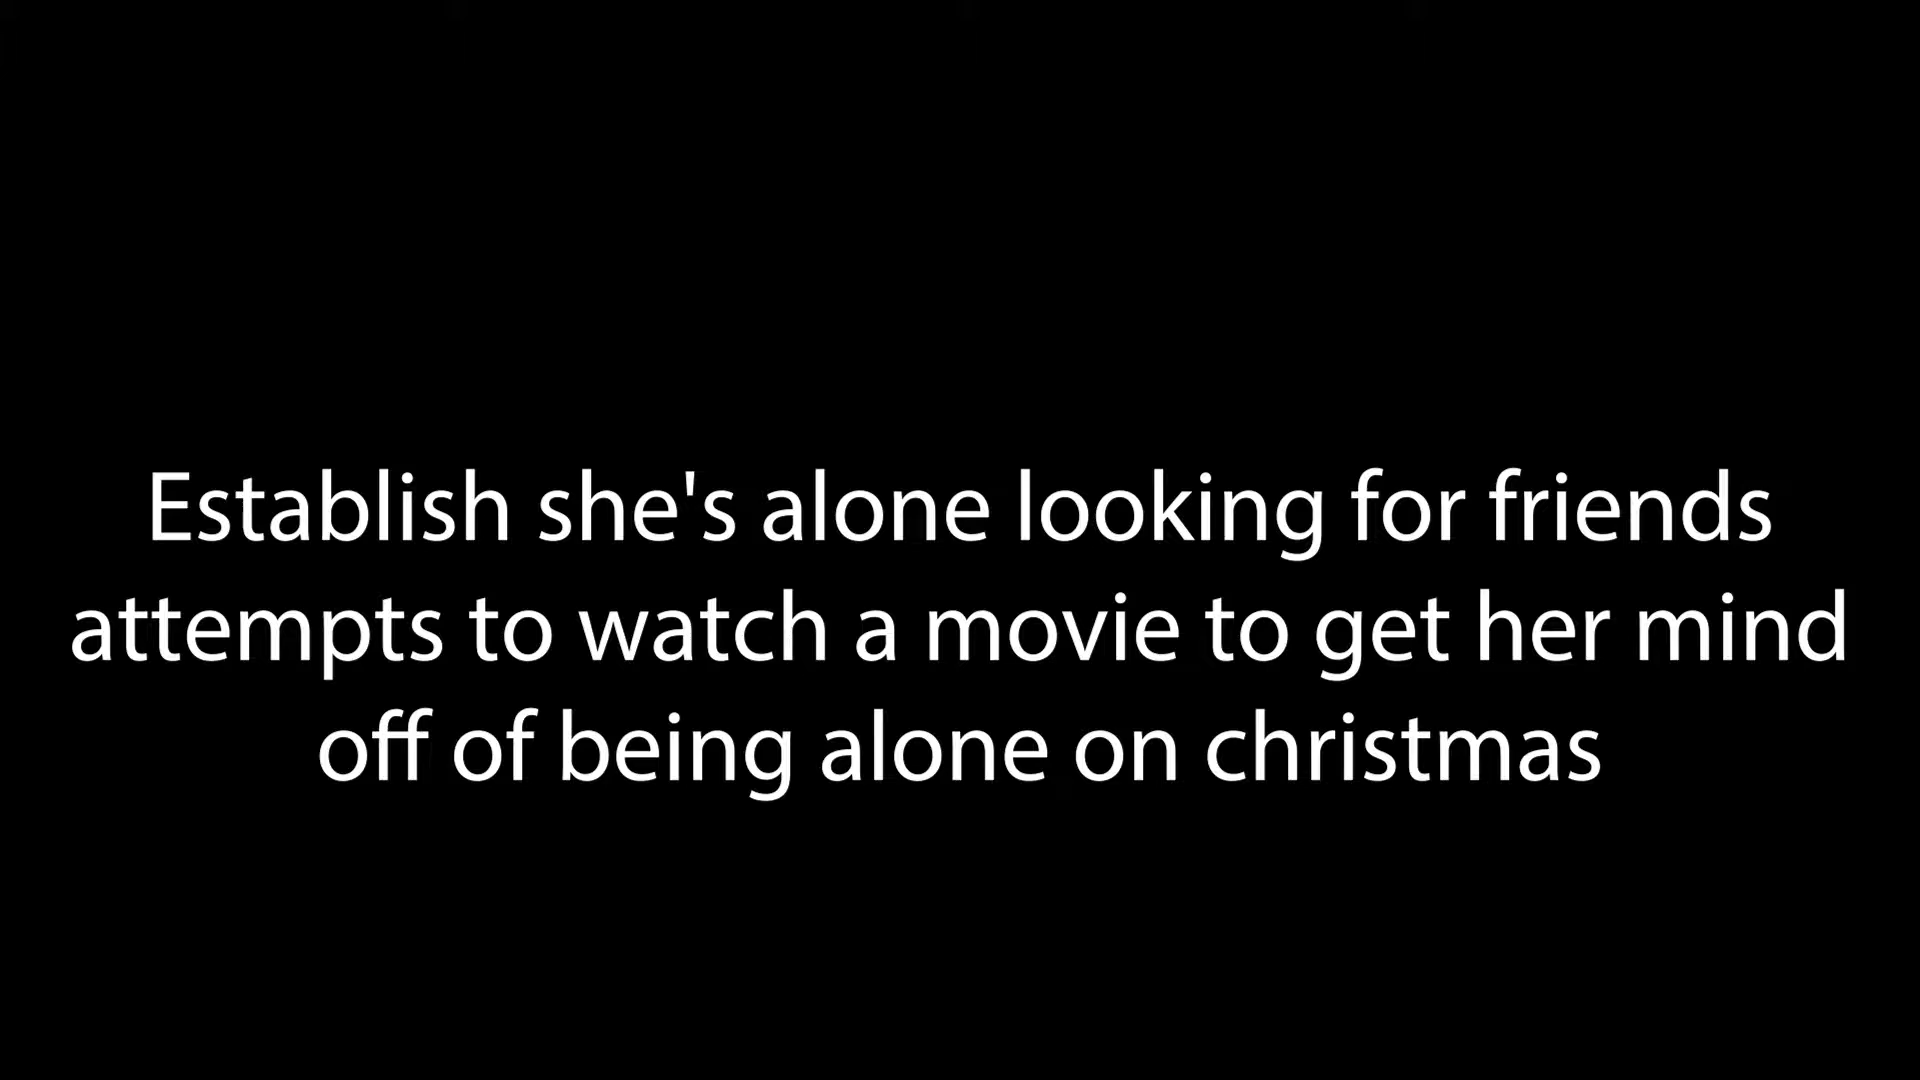 Establish she's alone looking for friends
attempts to watch a movie to get her mind
off of being alone on christmas